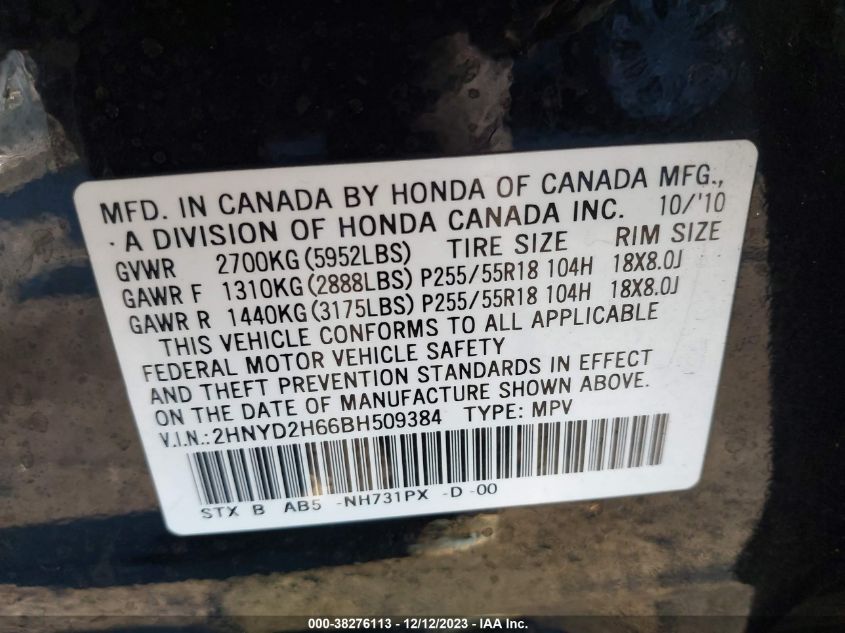 MFD. IN CANADA BY HONDA OF CANADA MFG.,
A DIVISION OF HONDA CANADA INC. 10/'10
GVWR 2700KG (5952LBS) TIRE SIZE RIM SIZE
GAWR F 1310KG (2888LBS) P255/55R18 104H 18X8.0J
GAWR R 1440KG (3175LBS) P255/55R18 104H 18X8.0J
THIS VEHICLE CONFORMS TO ALL APPLICABLE
FEDERAL MOTOR VEHICLE SAFETY
AND THEFT PREVENTION STANDARDS IN EFFECT
ON THE DATE OF MANUFACTURE SHOWN ABOVE.
V.I.N.: 2HNYD2H66BH509384 TYPE: MPV
STX B AB5 -NH731PX -D -00
000-38276113 - 12/12/2023 - IAA Inc.